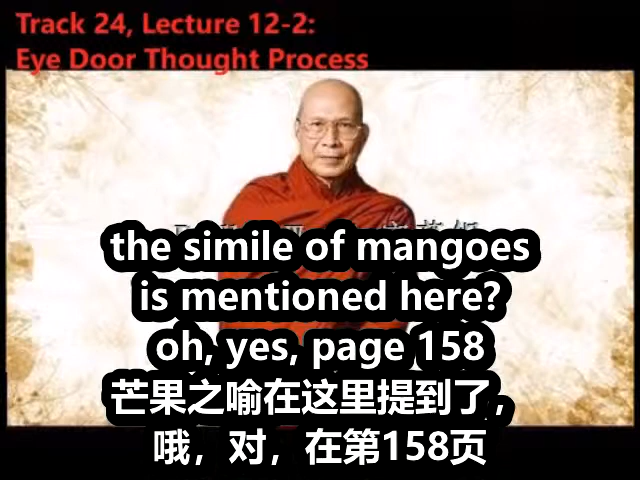 Track 24, Lecture 12-2:
Eye Door Thought Process
the simile of mangoes
is mentioned here?
oh, yes, page 158
芒果之喻在这里提到了，
哦，对，在第158页